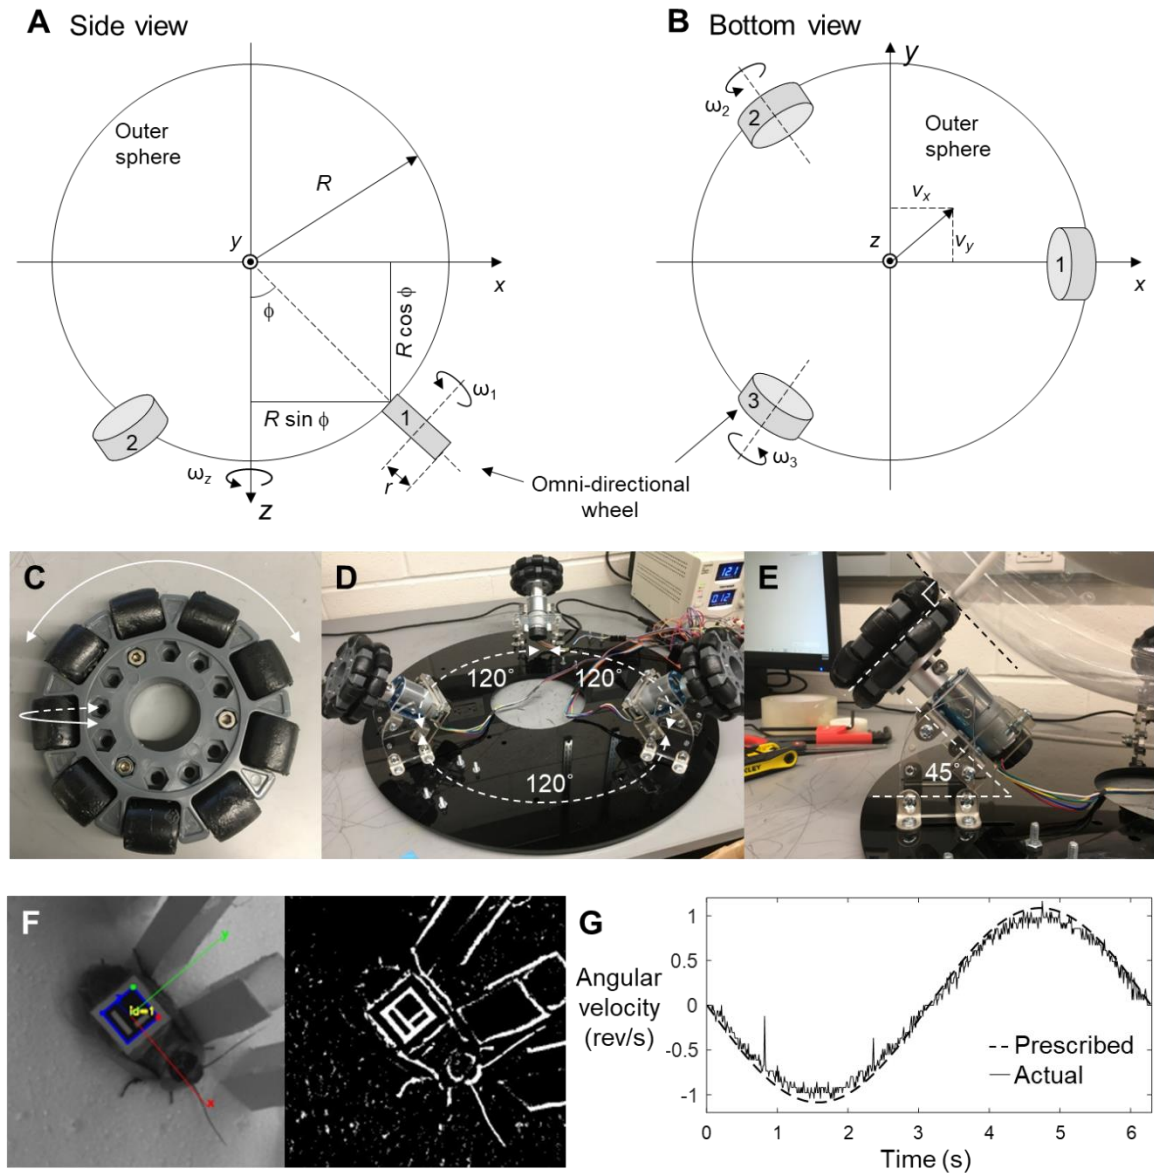 A Side view
B Bottom view
Outer
sphere
R
y
x
ϕ
R cos ϕ
R sin ϕ
1
ω1
2
ωz
z
r
Omni-directional
wheel
y
ω2
2
Outer
sphere
vx
vy
z
1
x
3
ω3
C
D
E
120°
120°
120°
121
0.12
45°
STANLEY
F
y
id=1
x
G
Angular
velocity
(rev/s)
1
0.5
0
-0.5
-1
Prescribed
Actual
0
1
2
3
4
5
6
Time (s)